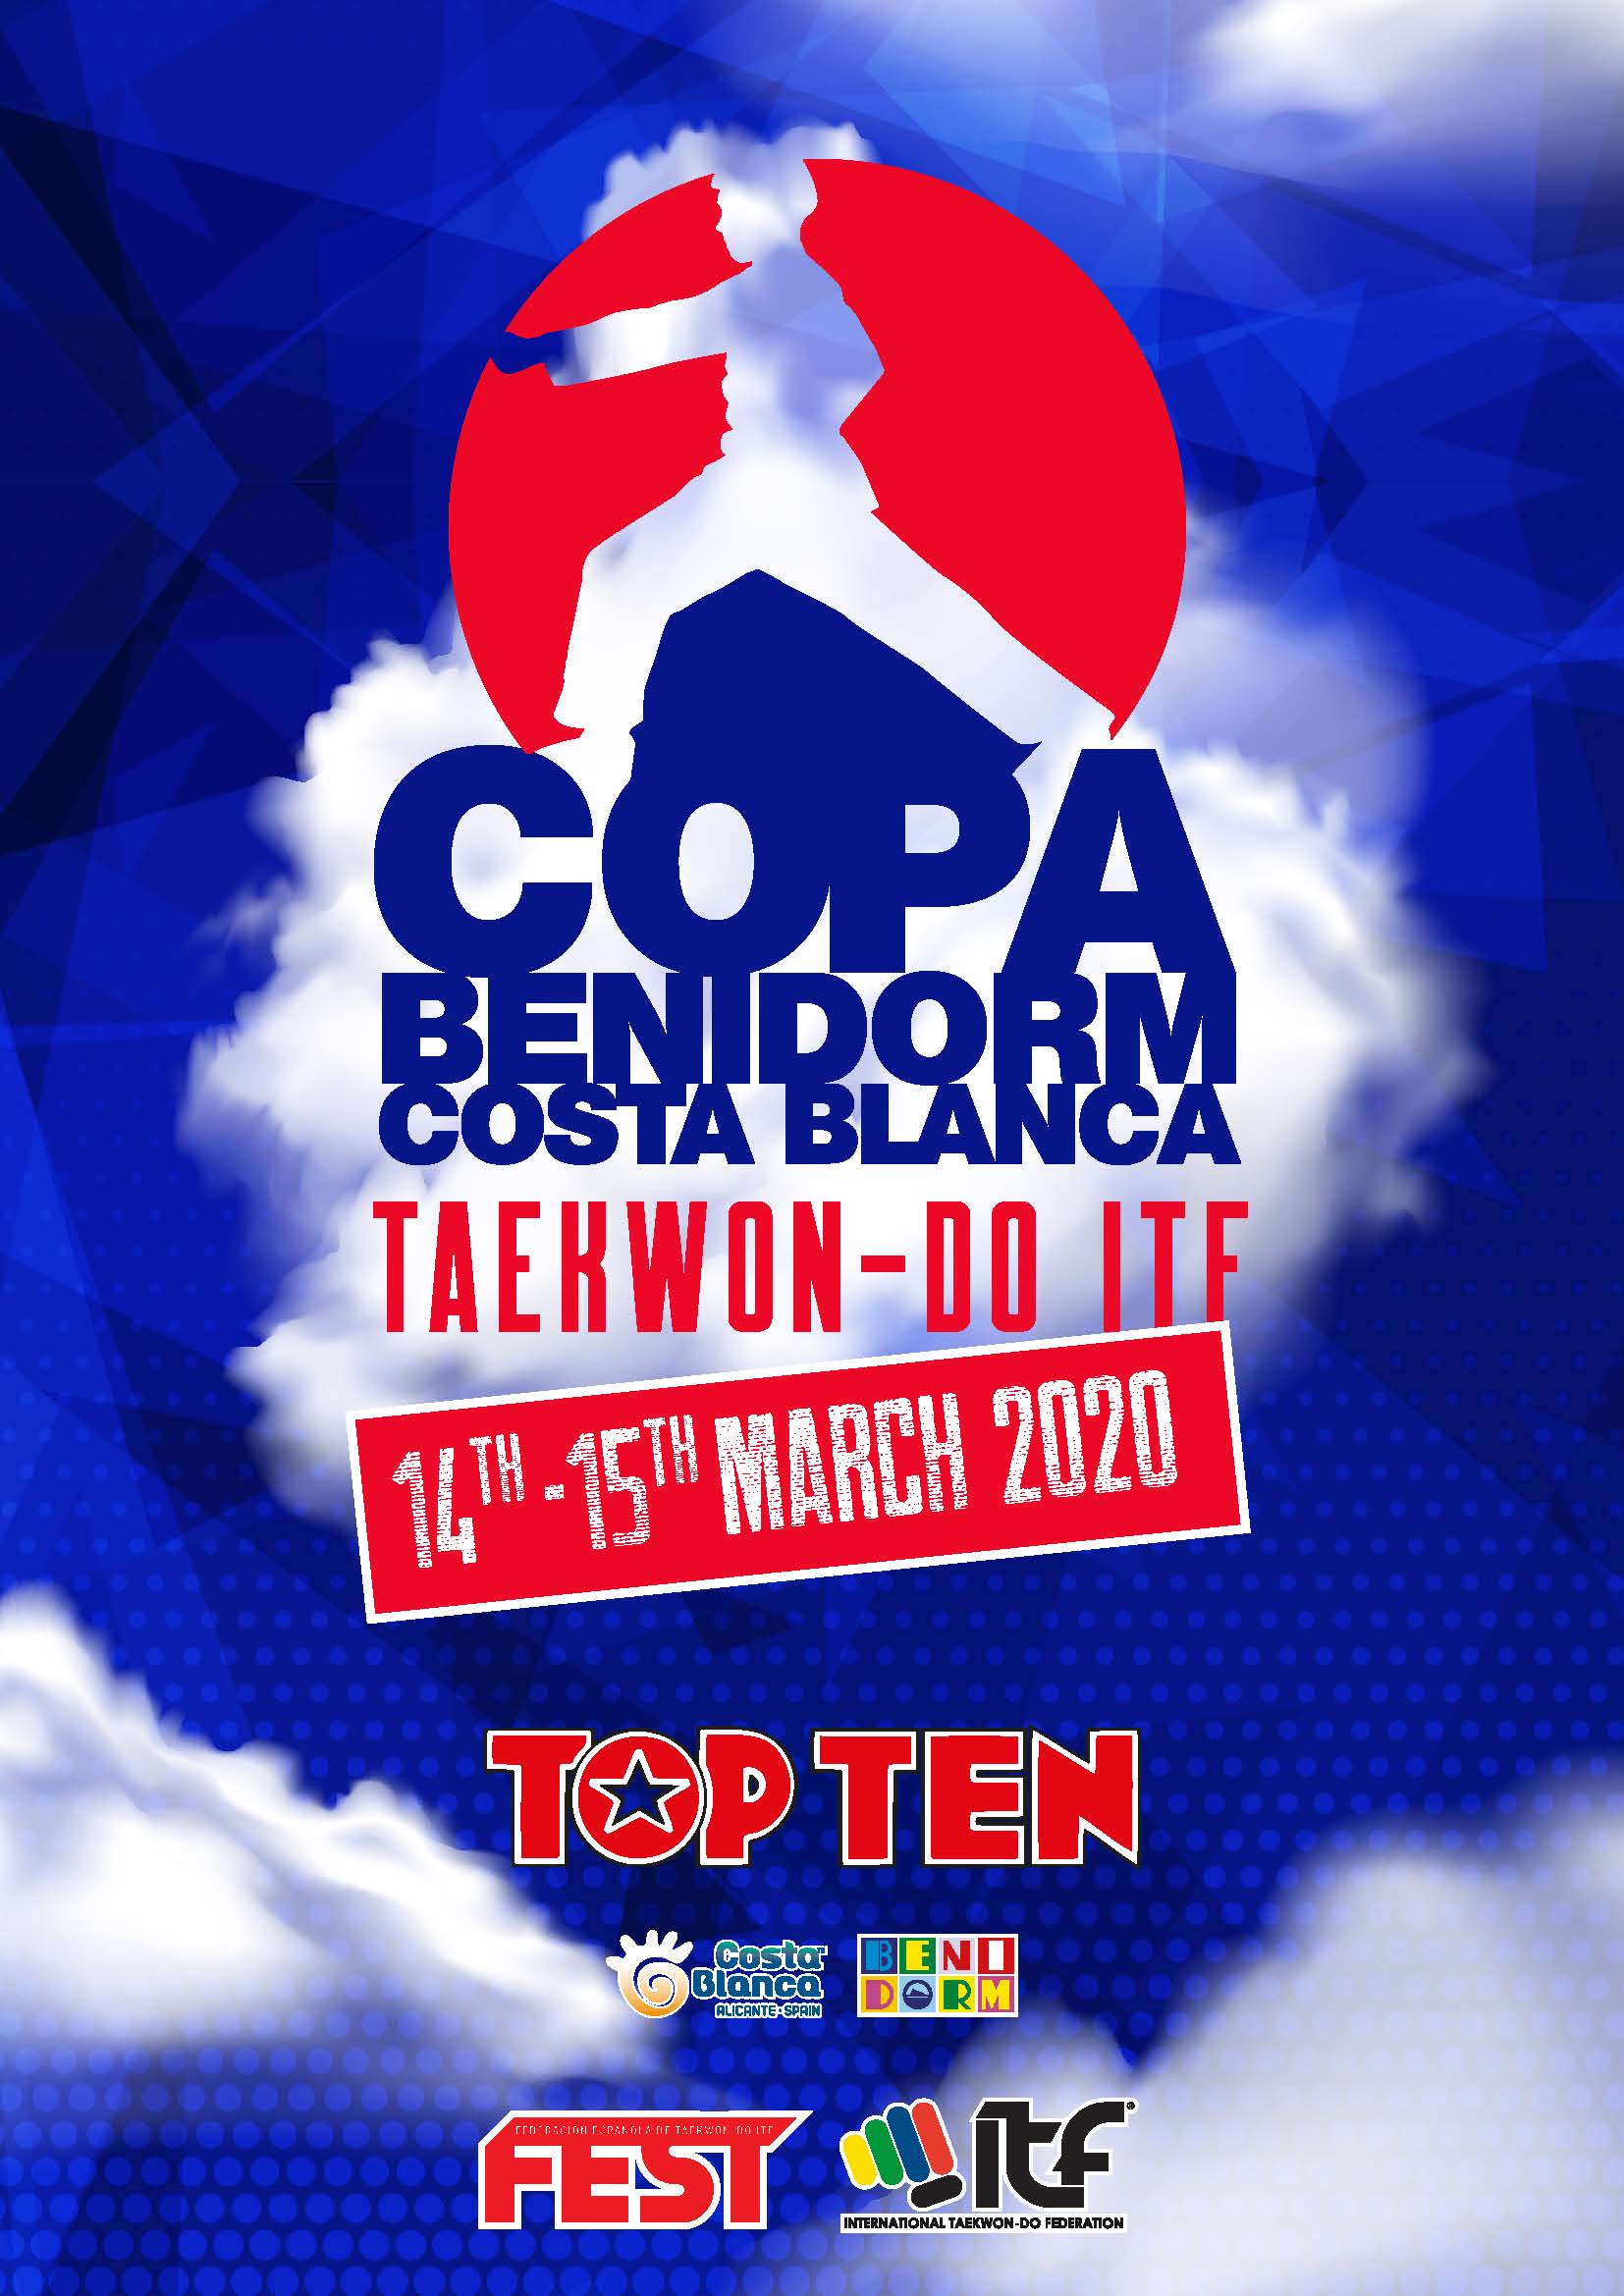 COPA
BENIDORM
COSTA BLANCA
TAEKWON-DO ITF
14TH-15TH MARCH 2020
TOP TEN
Costa
Blanca
ALICANTE-SPAIN
BENI
DORM
FEDERACION ESPAÑOLA DE TAEKWON-DO ITF
FEST
itf®
INTERNATIONAL TAEKWON-DO FEDERATION